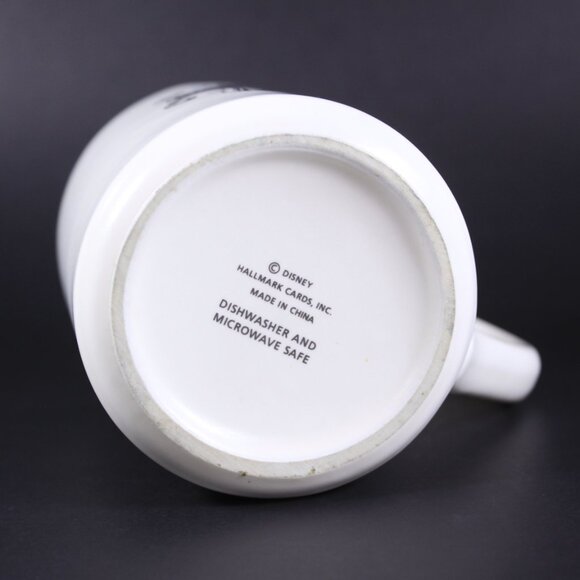 © DISNEY
HALLMARK CARDS, INC.
MADE IN CHINA
DISHWASHER AND
MICROWAVE SAFE